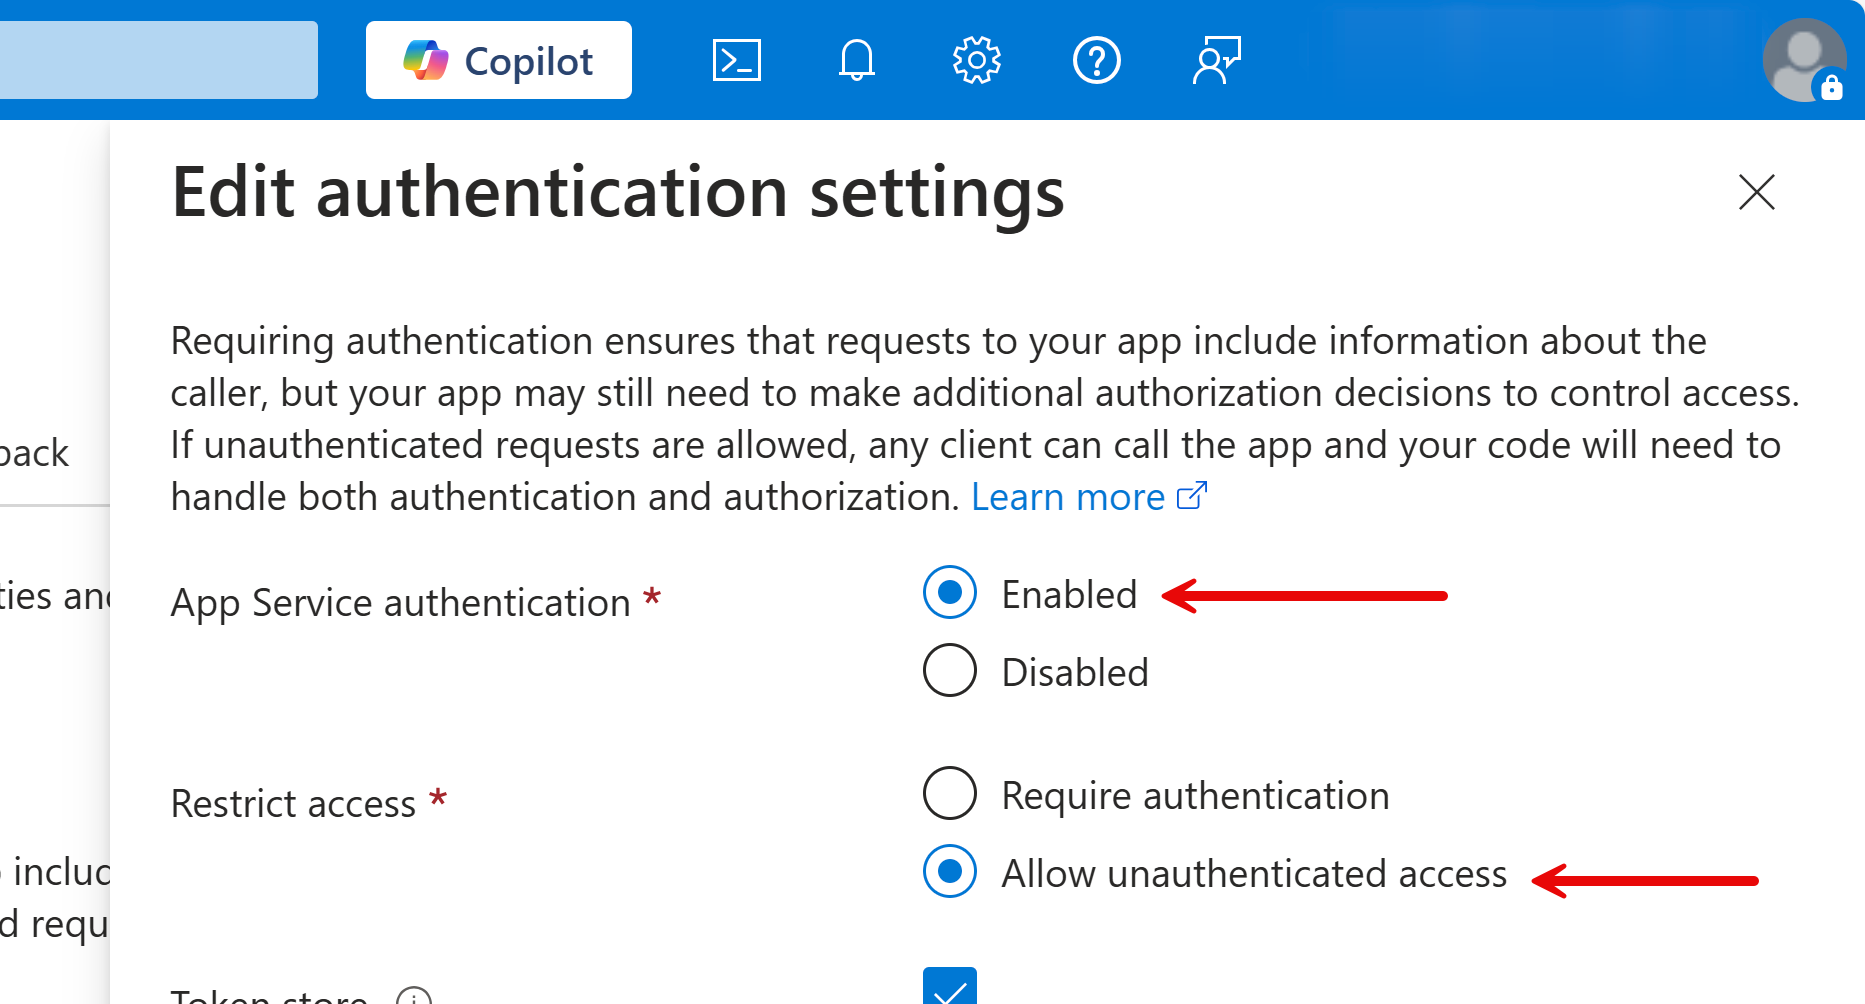 Copilot
Edit authentication settings
Requiring authentication ensures that requests to your app include information about the
caller, but your app may still need to make additional authorization decisions to control access.
If unauthenticated requests are allowed, any client can call the app and your code will need to
handle both authentication and authorization. Learn more
back
ties and
App Service authentication *
Enabled
Disabled
Restrict access *
Require authentication
Allow unauthenticated access
includ
d requ
Token store